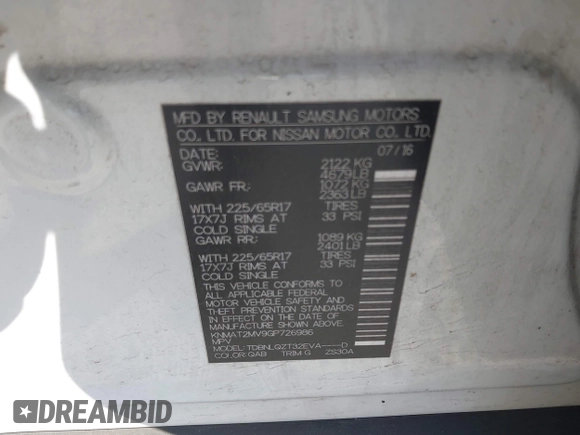 MFD BY RENAULT SAMSUNG MOTORS
CO., LTD. FOR NISSAN MOTOR CO., LTD.
DATE: 07/16
GVWR: 2122 KG
4679 LB
GAWR FR: 1072 KG
2363 LB
WITH 225/65R17 TIRES
17X7J RIMS AT 33 PSI
COLD SINGLE
GAWR RR: 1089 KG
2401 LB
WITH 225/65R17 TIRES
17X7J RIMS AT 33 PSI
COLD SINGLE
THIS VEHICLE CONFORMS TO
ALL APPLICABLE FEDERAL
MOTOR VEHICLE SAFETY AND
THEFT PREVENTION STANDARDS
IN EFFECT ON THE DATE OF
MANUFACTURE SHOWN ABOVE.
KNMAT2MV9GP726986
MPV
MODEL: TDBNLQZT32EVA----D
COLOR: QAB TRIM: G ZS30A
DREAMBID